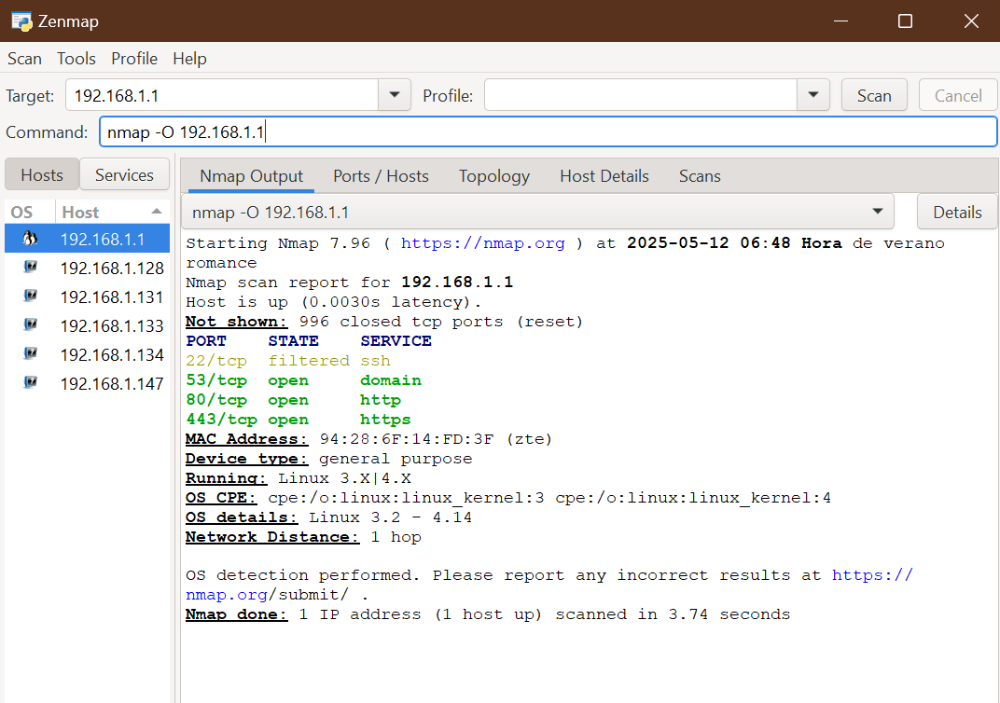 Zenmap
Scan Tools Profile Help
Target: 192.168.1.1 Profile: Scan Cancel
Command: nmap -O 192.168.1.1
Hosts Services
OS Host
192.168.1.1
192.168.1.128
192.168.1.131
192.168.1.133
192.168.1.134
192.168.1.147
Nmap Output Ports / Hosts Topology Host Details Scans
nmap -O 192.168.1.1 Details
Starting Nmap 7.96 ( https://nmap.org ) at 2025-05-12 06:48 Hora de verano
romance
Nmap scan report for 192.168.1.1
Host is up (0.0030s latency).
Not shown: 996 closed tcp ports (reset)
PORT STATE SERVICE
22/tcp filtered ssh
53/tcp open domain
80/tcp open http
443/tcp open https
MAC Address: 94:28:6F:14:FD:3F (zte)
Device type: general purpose
Running: Linux 3.X|4.X
OS CPE: cpe:/o:linux:linux_kernel:3 cpe:/o:linux:linux_kernel:4
OS details: Linux 3.2 - 4.14
Network Distance: 1 hop
OS detection performed. Please report any incorrect results at https://
nmap.org/submit/ .
Nmap done: 1 IP address (1 host up) scanned in 3.74 seconds